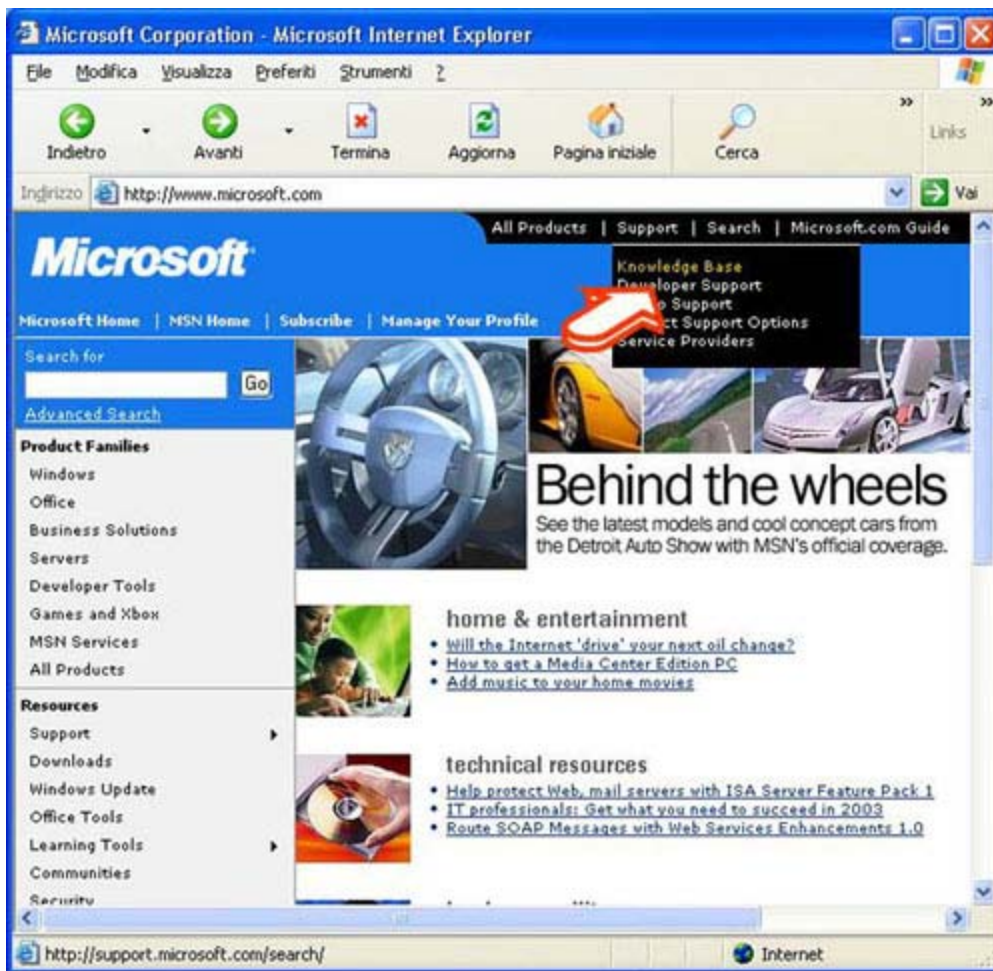 Microsoft Corporation - Microsoft Internet Explorer
File Modifica Visualizza Preferiti Strumenti ?
Indietro Avanti Termina Aggiorna Pagina iniziale Cerca » Links »
Indirizzo http://www.microsoft.com Vai
All Products | Support | Search | Microsoft.com Guide
Microsoft
Knowledge Base
Developer Support
Support
Support Options
Service Providers
Microsoft Home | MSN Home | Subscribe | Manage Your Profile
Search for
Go
Advanced Search
Product Families
Windows
Office
Business Solutions
Servers
Developer Tools
Games and Xbox
MSN Services
All Products
Resources
Support
Downloads
Windows Update
Office Tools
Learning Tools
Communities
Security
Behind the wheels
See the latest models and cool concept cars from
the Detroit Auto Show with MSN's official coverage.
home & entertainment
• Will the Internet 'drive' your next oil change?
• How to get a Media Center Edition PC
• Add music to your home movies
technical resources
• Help protect Web, mail servers with ISA Server Feature Pack 1
• IT professionals: Get what you need to succeed in 2003
• Route SOAP Messages with Web Services Enhancements 1.0
http://support.microsoft.com/search/ Internet